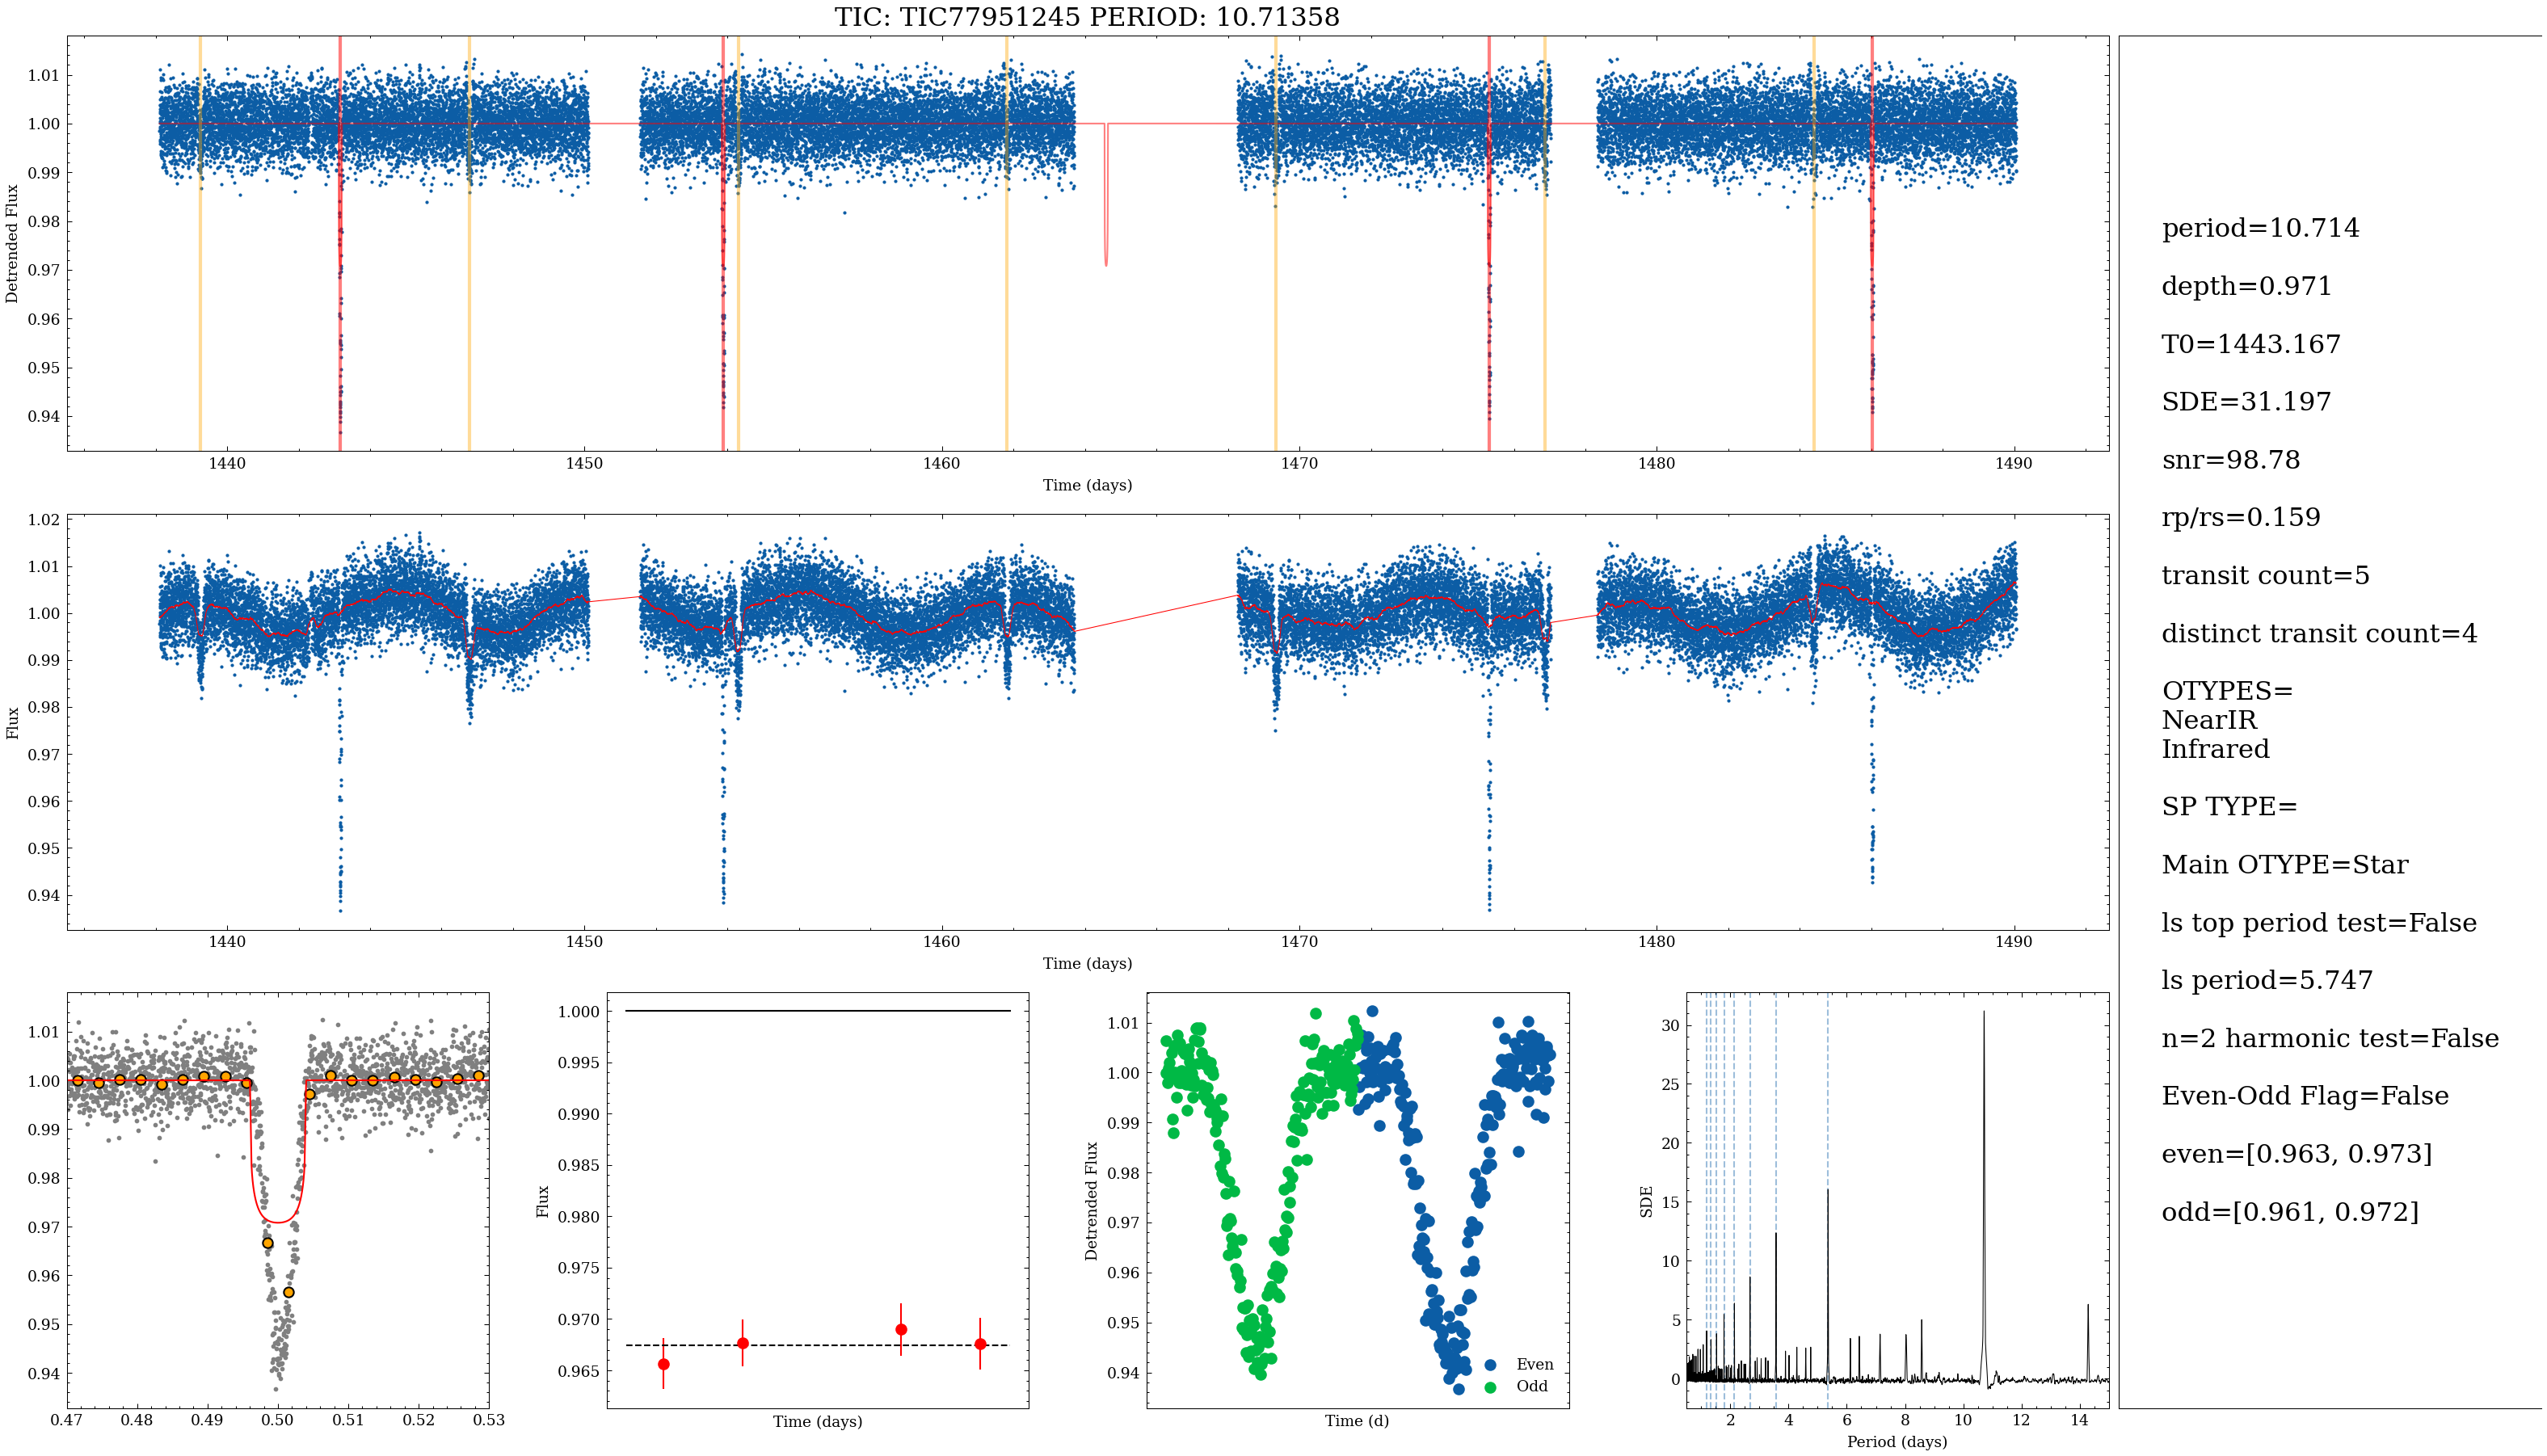 TIC: TIC77951245 PERIOD: 10.71358
1.01
1.00
0.99
0.98
0.97
0.96
0.95
0.94
Detrended Flux
1440
1450
1460
1470
1480
1490
Time (days)
1.02
1.01
1.00
0.99
0.98
0.97
0.96
0.95
0.94
Flux
1440
1450
1460
1470
1480
1490
Time (days)
1.01
1.00
0.99
0.98
0.97
0.96
0.95
0.94
0.47
0.48
0.49
0.50
0.51
0.52
0.53
1.000
0.995
0.990
0.985
0.980
0.975
0.970
0.965
Flux
Time (days)
1.01
1.00
0.99
0.98
0.97
0.96
0.95
0.94
Detrended Flux
Even
Odd
Time (d)
30
25
20
15
10
5
0
SDE
2
4
6
8
10
12
14
Period (days)
period=10.714
depth=0.971
T0=1443.167
SDE=31.197
snr=98.78
rp/rs=0.159
transit count=5
distinct transit count=4
OTYPES=
NearIR
Infrared
SP TYPE=
Main OTYPE=Star
ls top period test=False
ls period=5.747
n=2 harmonic test=False
Even-Odd Flag=False
even=[0.963, 0.973]
odd=[0.961, 0.972]